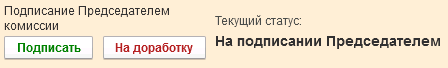 Подписание Председателем
комиссии
Подписать
На доработку
Текущий статус:
На подписании Председателем